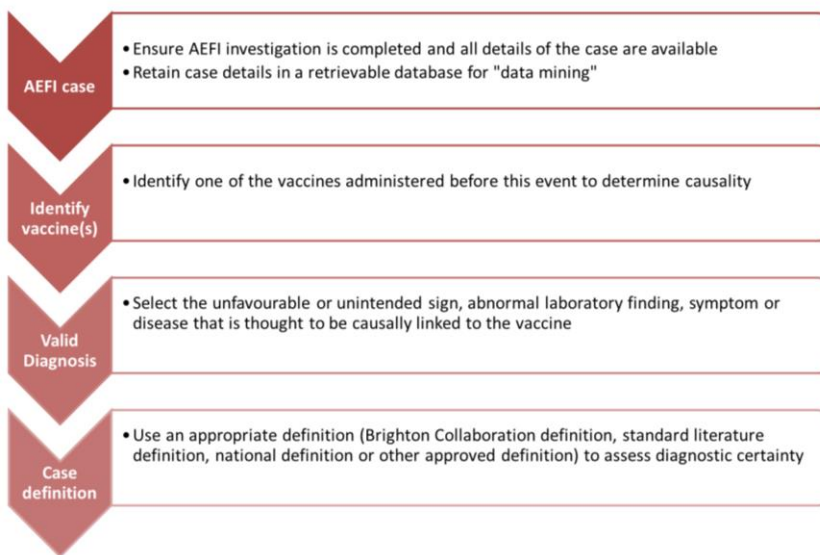 AEFI case
• Ensure AEFI investigation is completed and all details of the case are available
• Retain case details in a retrievable database for "data mining"
Identify
vaccine(s)
• Identify one of the vaccines administered before this event to determine causality
Valid
Diagnosis
• Select the unfavourable or unintended sign, abnormal laboratory finding, symptom or
disease that is thought to be causally linked to the vaccine
Case
definition
• Use an appropriate definition (Brighton Collaboration definition, standard literature
definition, national definition or other approved definition) to assess diagnostic certainty